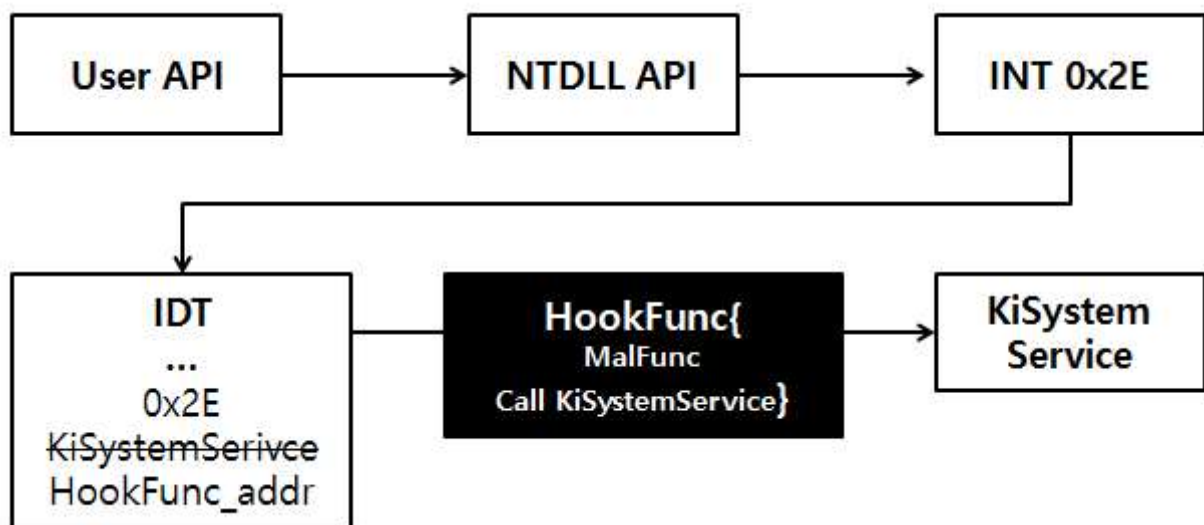 User API
NTDLL API
INT 0x2E
IDT
...
0x2E
KiSystemSerivce
HookFunc_addr
HookFunc{
MalFunc
Call KiSystemService}
KiSystem
Service